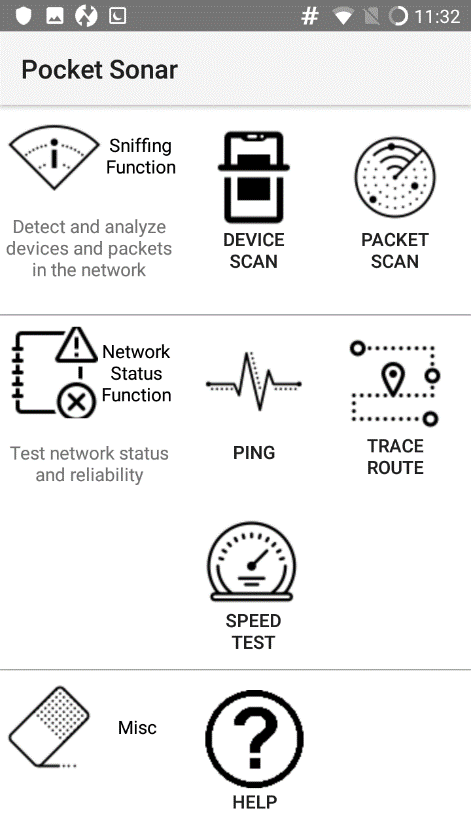 # 11:32
Pocket Sonar
Sniffing
Function
Detect and analyze
devices and packets
in the network
DEVICE
SCAN
PACKET
SCAN
Network
Status
Function
Test network status
and reliability
PING
TRACE
ROUTE
SPEED
TEST
Misc
?
HELP